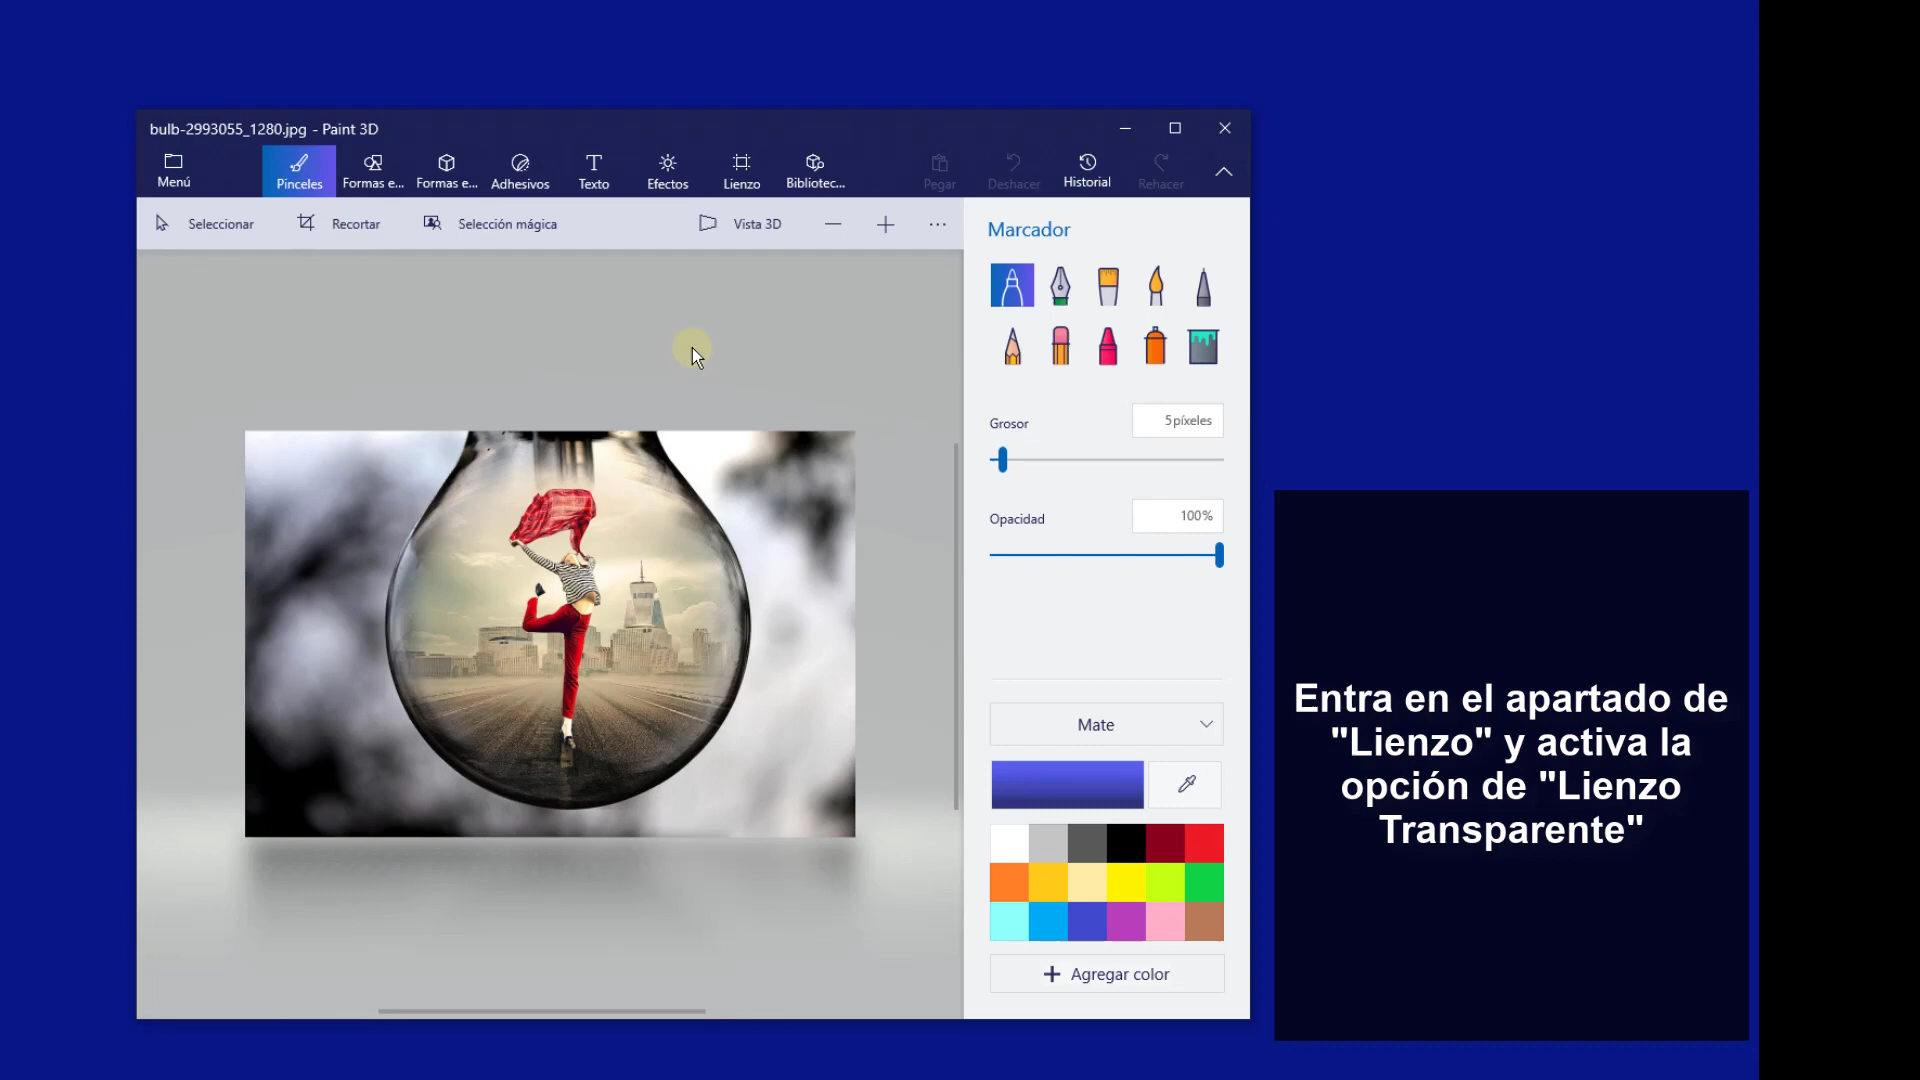 bulb-2993055_1280.jpg - Paint 3D
Menú
Pinceles
Formas e...
Formas e...
Adhesivos
Texto
Efectos
Lienzo
Bibliotec...
Pegar
Deshacer
Historial
Rehacer
Seleccionar
Recortar
Selección mágica
Vista 3D
Marcador
Grosor
5píxeles
Opacidad
100%
Mate
Agregar color
Entra en el apartado de
"Lienzo" y activa la
opción de "Lienzo
Transparente"